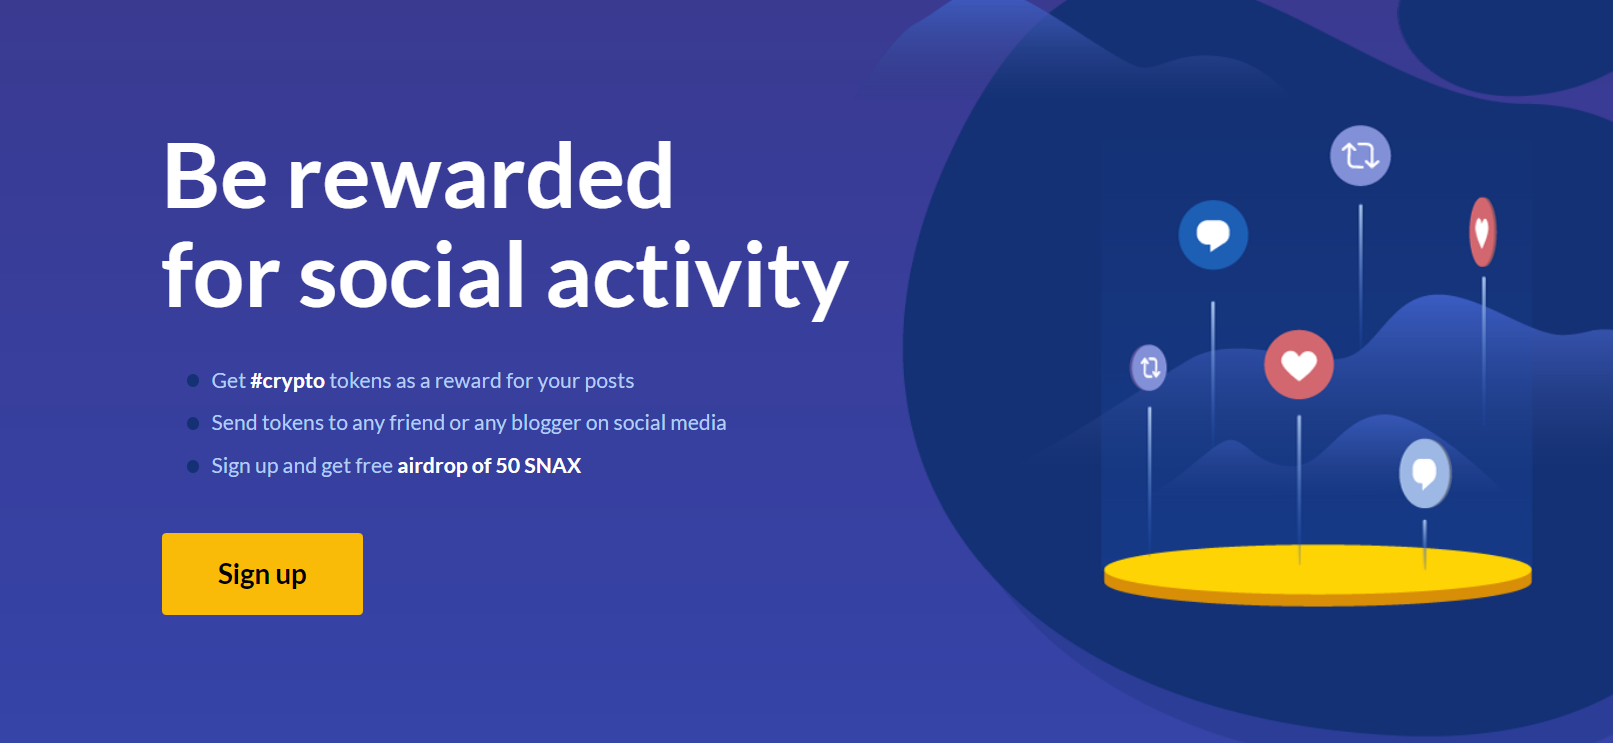 Be rewarded
for social activity
Get #crypto tokens as a reward for your posts
Send tokens to any friend or any blogger on social media
Sign up and get free airdrop of 50 SNAX
Sign up